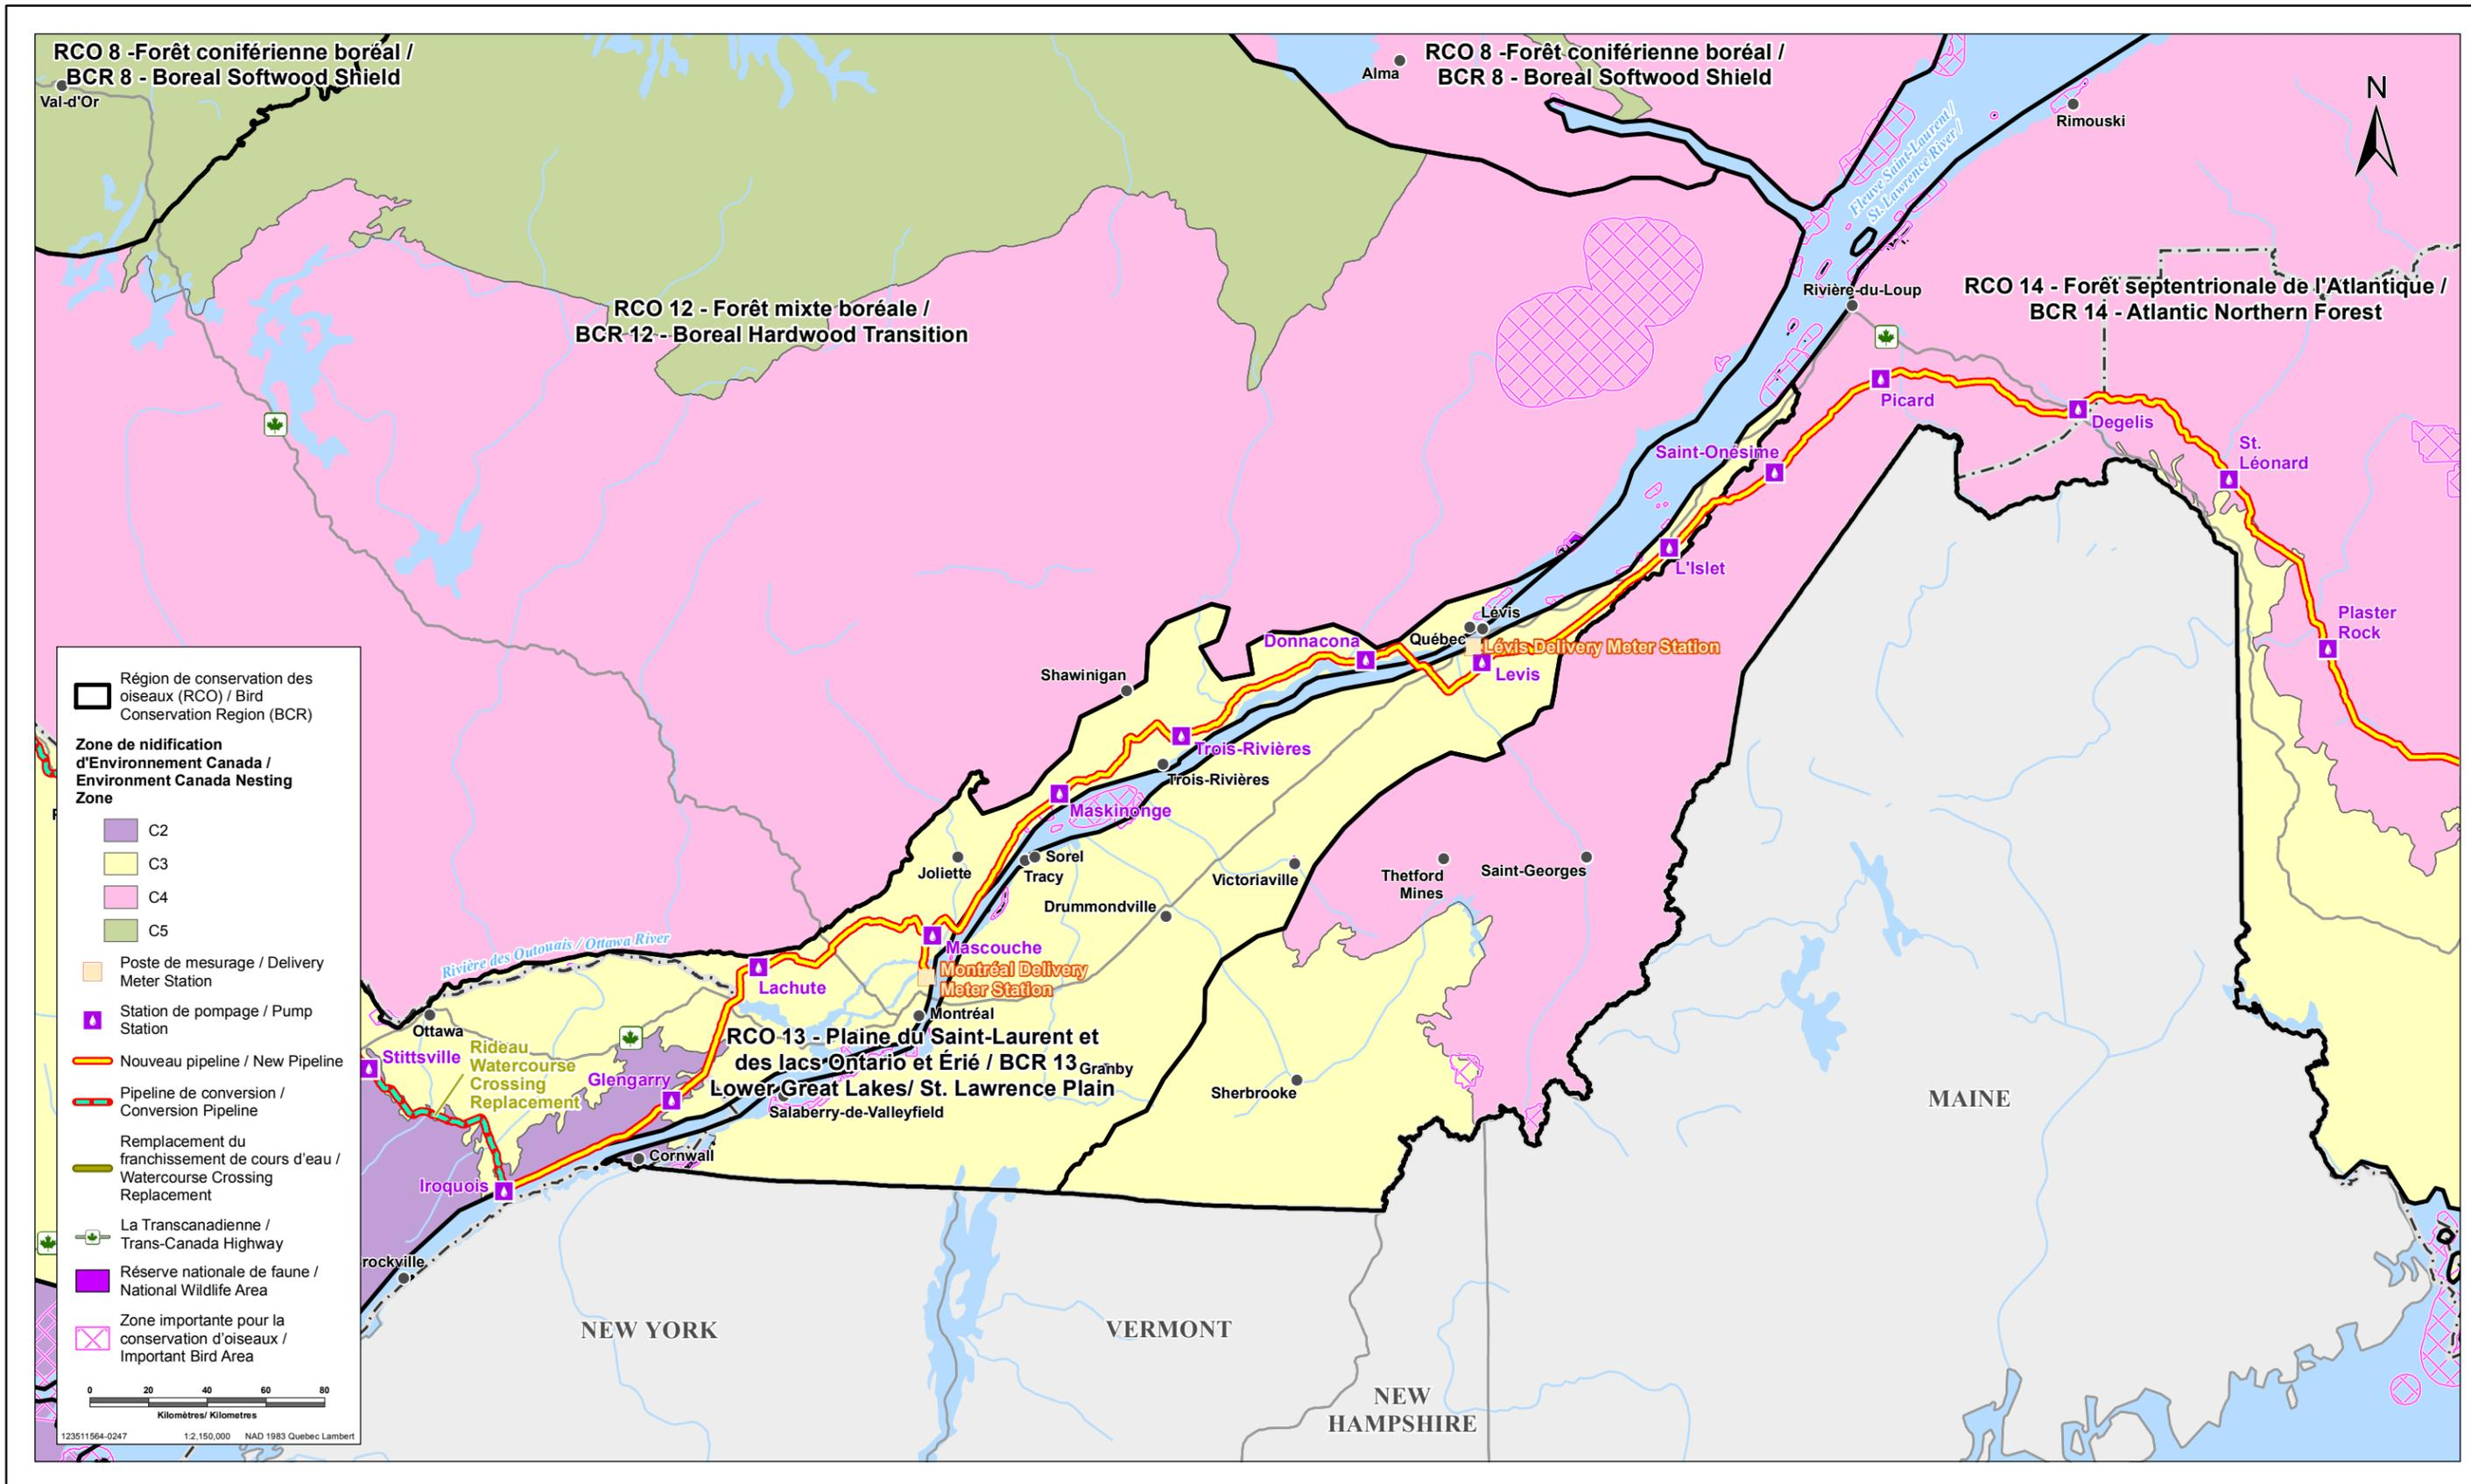 RCO 8 -Forêt coniférienne boréal /
BCR 8 - Boreal Softwood Shield
Val-d'Or
Alma
RCO 8 -Forêt coniférienne boréal /
BCR 8 - Boreal Softwood Shield
Fleuve Saint-Laurent /
St. Lawrence River /
Rimouski
N
RCO 12 - Forêt mixte boréale /
BCR 12 - Boreal Hardwood Transition
Rivière-du-Loup
RCO 14 - Forêt septentrionale de l'Atlantique /
BCR 14 - Atlantic Northern Forest
Picard
Degelis
Saint-Onésime
St.
Léonard
L'Islet
Plaster
Rock
Lévis
Québec
Donnacona
Lévis Delivery Meter Station
Levis
Shawinigan
Trois-Rivières
Trois-Rivières
Maskinonge
Joliette
Sorel
Tracy
Victoriaville
Thetford
Mines
Saint-Georges
Drummondville
Mascouche
Montréal Delivery
Meter Station
Rivière des Outouais / Ottawa River
Lachute
Ottawa
Montréal
RCO 13 - Plaine du Saint-Laurent et
des lacs Ontario et Érié / BCR 13
Lower Great Lakes/ St. Lawrence Plain
Granby
Sherbrooke
Salaberry-de-Valleyfield
Stittsville
Rideau
Watercourse
Crossing
Replacement
Glengarry
Cornwall
Iroquois
rockville
MAINE
NEW YORK
VERMONT
NEW
HAMPSHIRE
Région de conservation des
oiseaux (RCO) / Bird
Conservation Region (BCR)
Zone de nidification
d'Environnement Canada /
Environment Canada Nesting
Zone
C2
C3
C4
C5
Poste de mesurage / Delivery
Meter Station
Station de pompage / Pump
Station
Nouveau pipeline / New Pipeline
Pipeline de conversion /
Conversion Pipeline
Remplacement du
franchissement de cours d'eau /
Watercourse Crossing
Replacement
La Transcanadienne /
Trans-Canada Highway
Réserve nationale de faune /
National Wildlife Area
Zone importante pour la
conservation d'oiseaux /
Important Bird Area
0 20 40 60 80
Kilomètres/ Kilometres
123511564-0247 1:2,150,000 NAD 1983 Quebec Lambert